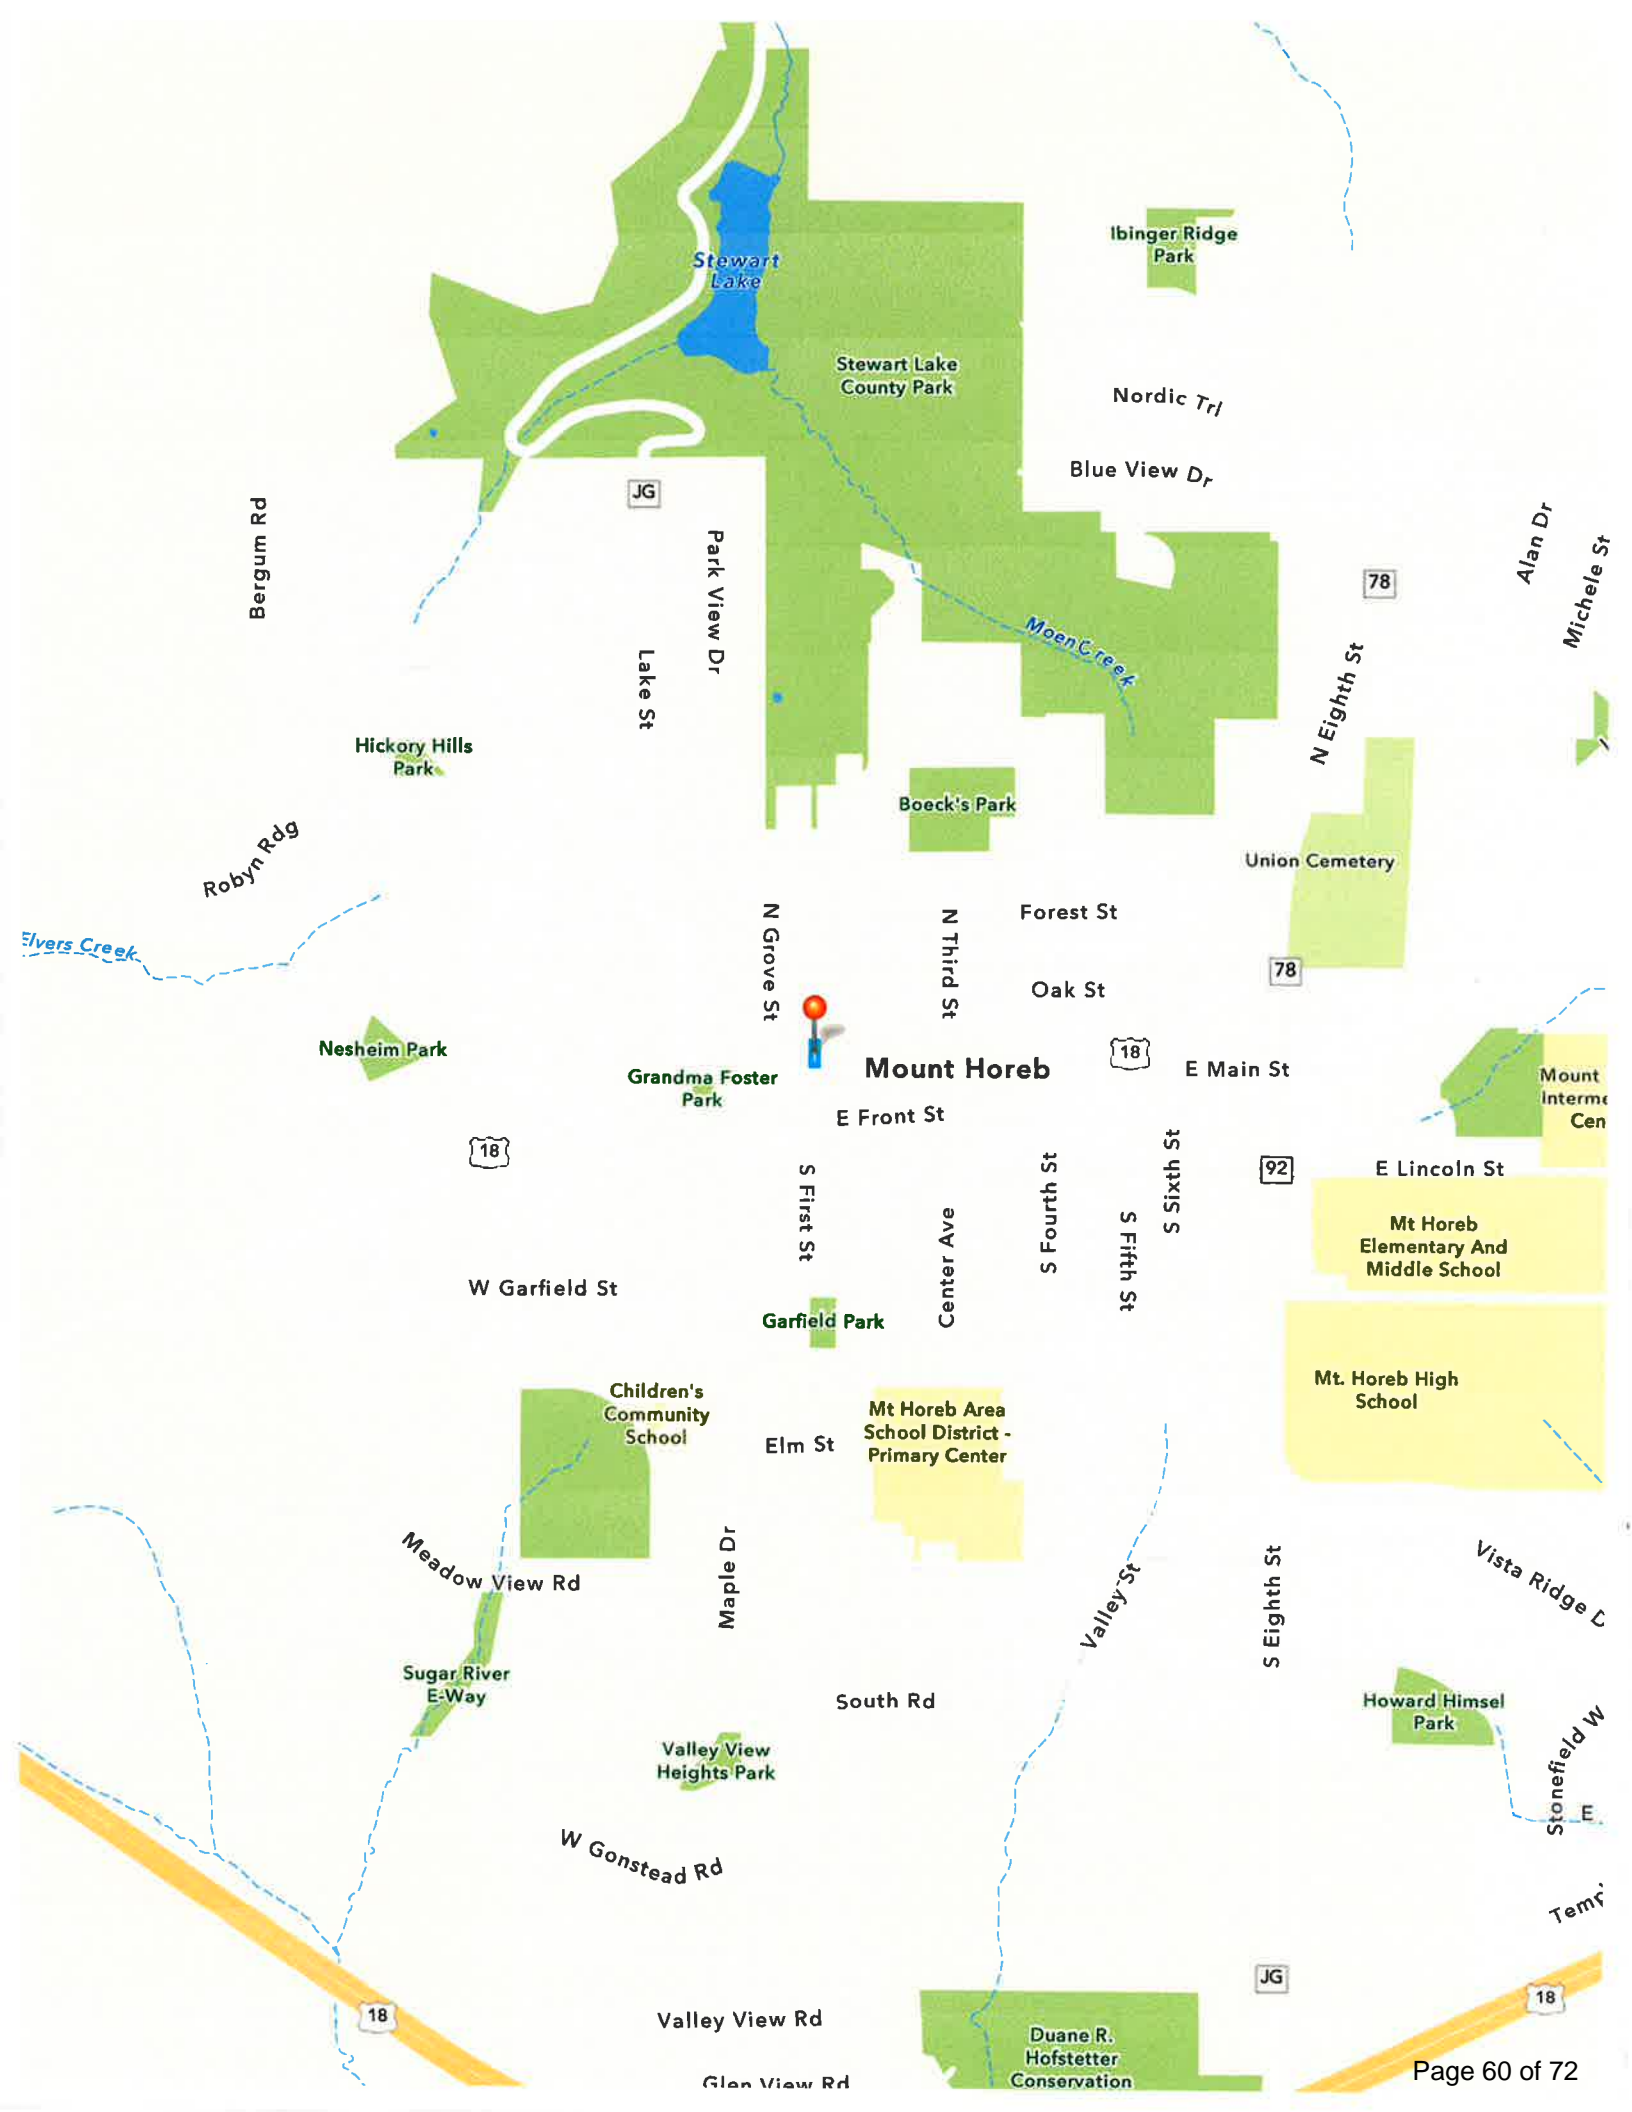 Ibinger Ridge
Park
Stewart
Lake
Stewart Lake
County Park
Nordic Trl
Blue View Dr
JG
Bergum Rd
Park View Dr
Alan Dr
Michele St
78
Moen Creek
Lake St
N Eighth St
Hickory Hills
Park
Boeck's Park
Robyn Rdg
Union Cemetery
Elvers Creek
N Grove St
N Third St
Forest St
78
Oak St
Nesheim Park
Mount Horeb
18
E Main St
Grandma Foster
Park
Mount
Interme
Cen
E Front St
18
S First St
S Fourth St
S Sixth St
92
E Lincoln St
Center Ave
S Fifth St
Mt Horeb
Elementary And
Middle School
W Garfield St
Garfield Park
Children's
Community
School
Mt Horeb Area
School District -
Primary Center
Mt. Horeb High
School
Elm St
Meadow View Rd
Maple Dr
Valley St
S Eighth St
Vista Ridge D
Sugar River
E-Way
South Rd
Howard Himsel
Park
Stonefield W
Valley View
Heights Park
E
W Gonstead Rd
Temp
JG
18
18
Valley View Rd
Duane R.
Hofstetter
Conservation
Glen View Rd
Page 60 of 72